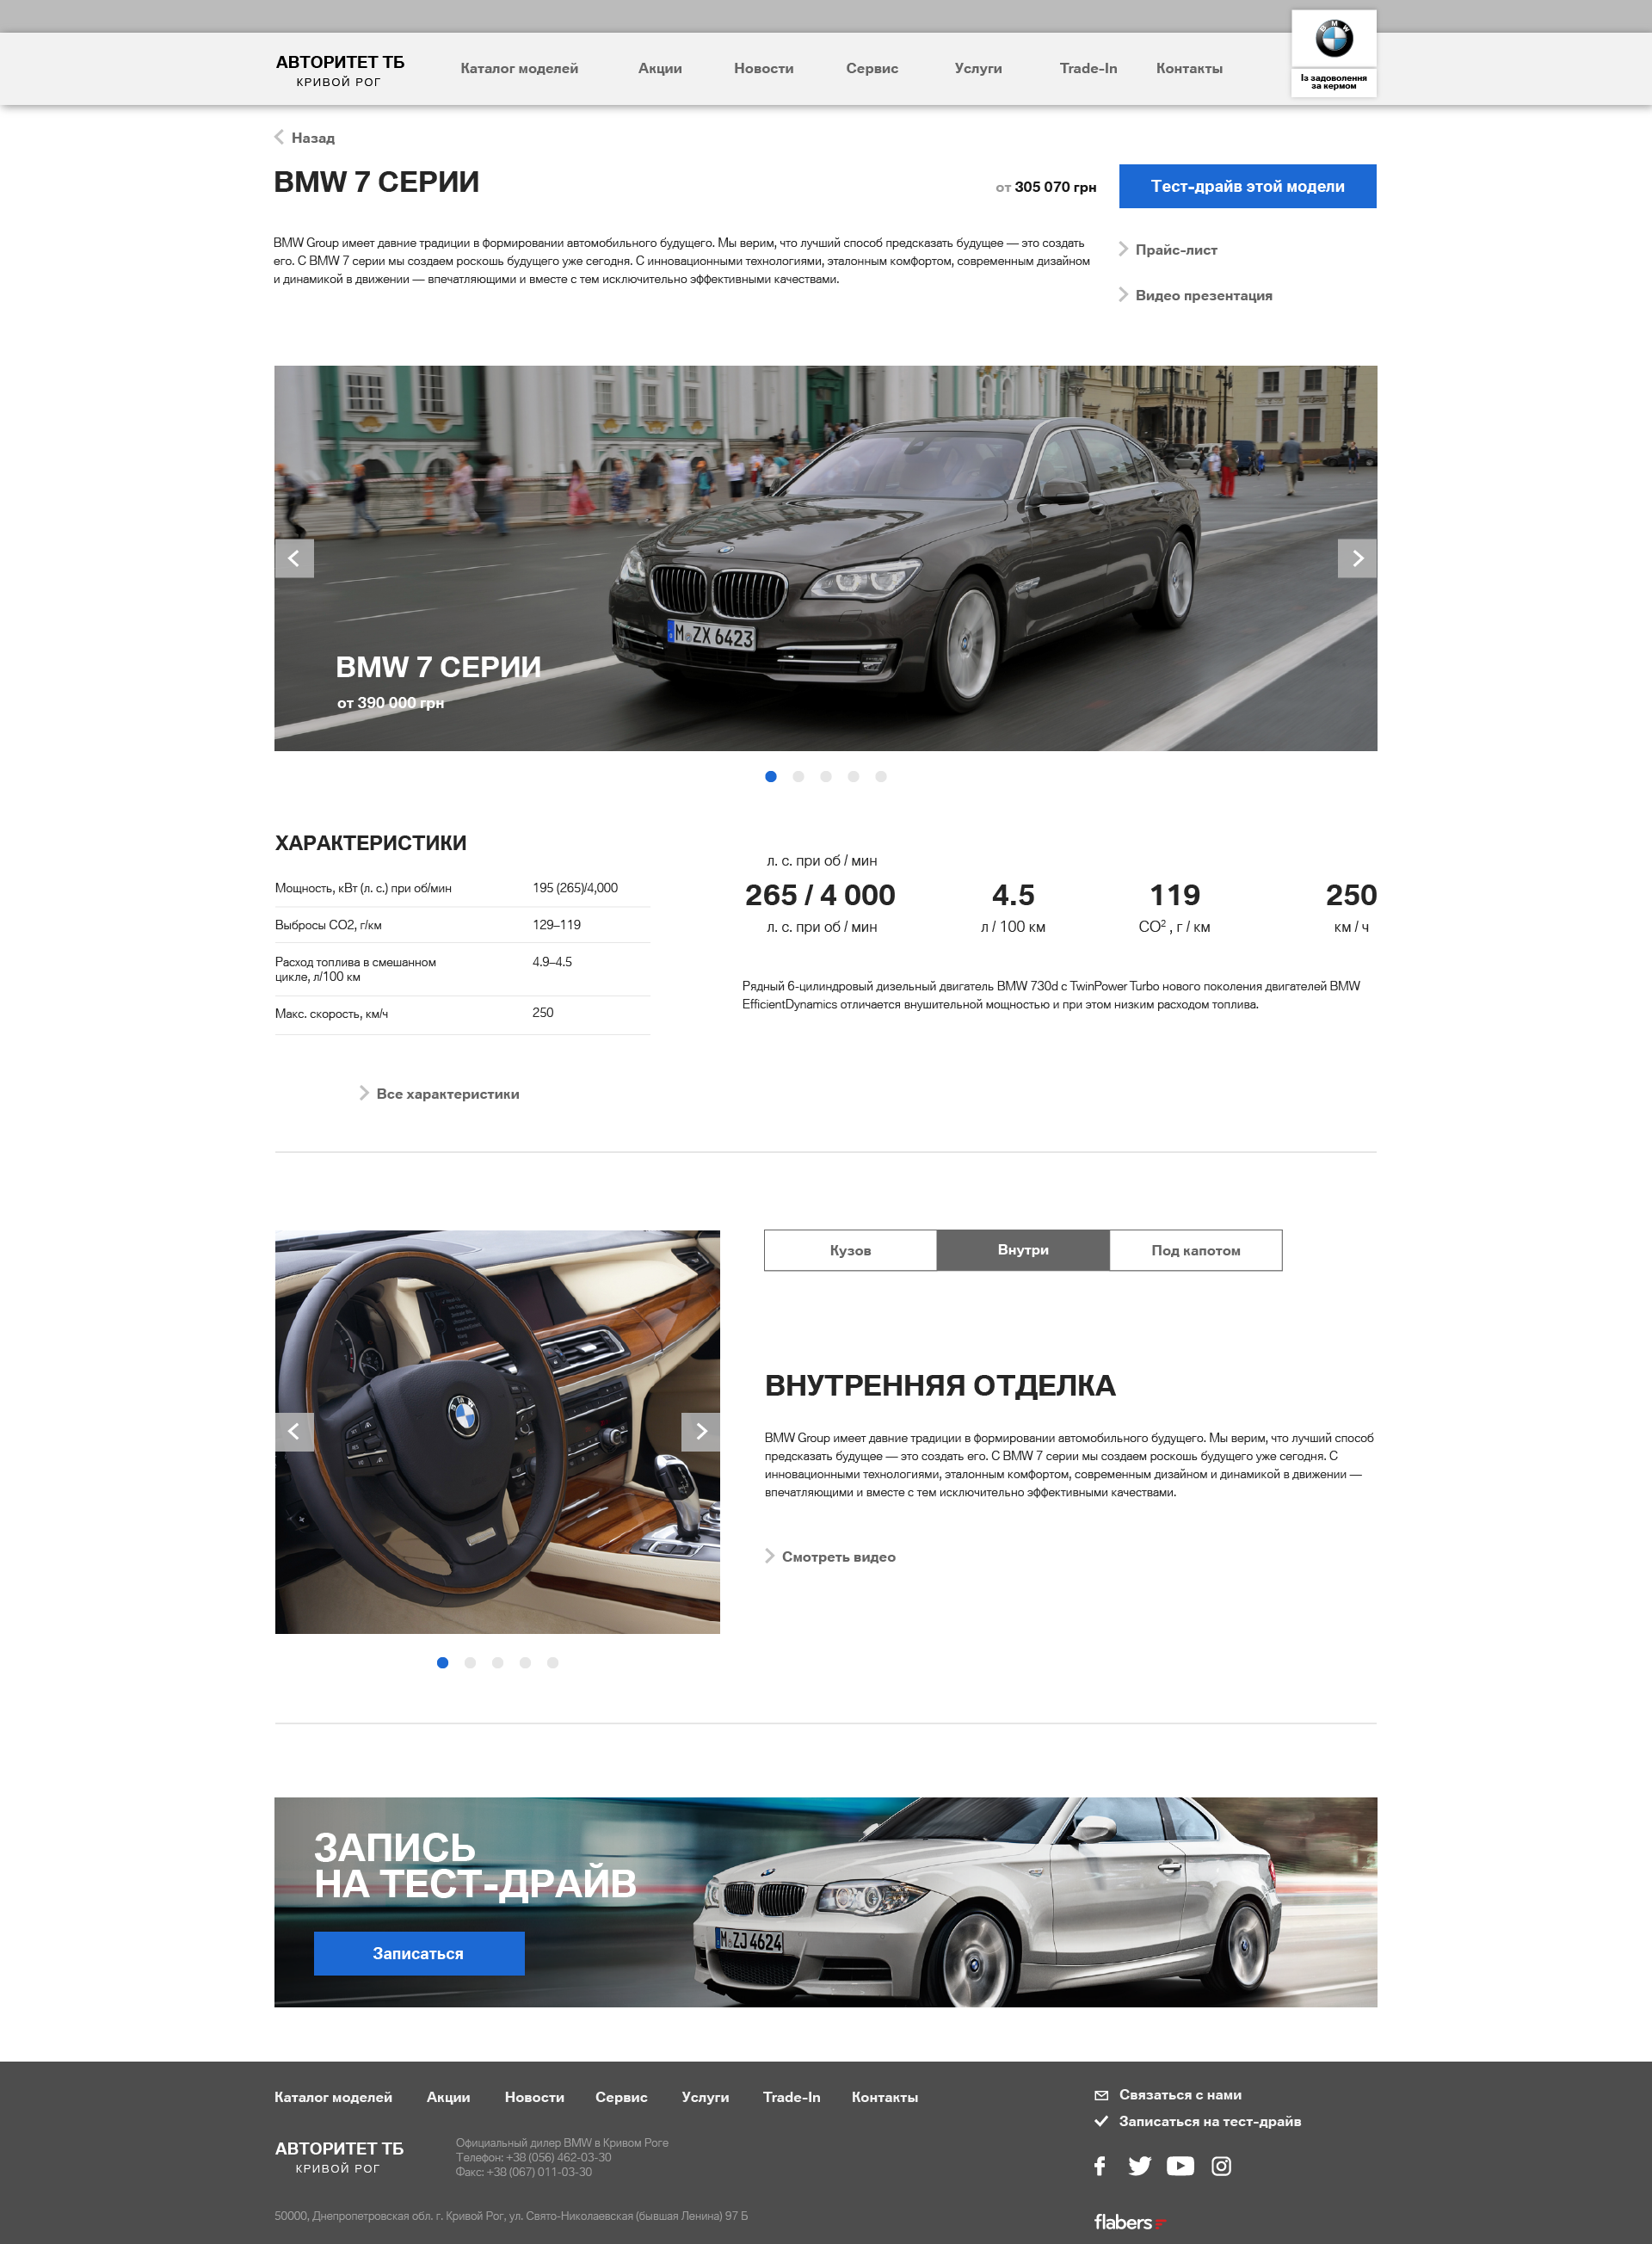 АВТОРИТЕТ ТБ
КРИВОЙ РОГ
Каталог моделей
Акции
Новости
Сервис
Услуги
Trade-In
Контакты
BMW
Із задоволення
за кермом
Назад
BMW 7 СЕРИИ
от 305 070 грн
Тест-драйв этой модели
BMW Group имеет давние традиции в формировании автомобильного будущего. Мы верим, что лучший способ предсказать будущее — это создать
его. С BMW 7 серии мы создаем роскошь будущего уже сегодня. С инновационными технологиями, эталонным комфортом, современным дизайном
и динамикой в движении — впечатляющими и вместе с тем исключительно эффективными качествами.
Прайс-лист
Видео презентация
M ZX 6423
BMW 7 СЕРИИ
от 390 000 грн
ХАРАКТЕРИСТИКИ
Мощность, кВт (л. с.) при об/мин
195 (265)/4,000
Выбросы CO2, г/км
129–119
Расход топлива в смешанном
цикле, л/100 км
4.9–4.5
Макс. скорость, км/ч
250
Все характеристики
л. с. при об / мин
265 / 4 000
л. с. при об / мин
4.5
л / 100 км
119
CO² , г / км
250
км / ч
Рядный 6-цилиндровый дизельный двигатель BMW 730d с TwinPower Turbo нового поколения двигателей BMW
EfficientDynamics отличается внушительной мощностью и при этом низким расходом топлива.
Кузов
Внутри
Под капотом
ВНУТРЕННЯЯ ОТДЕЛКА
BMW Group имеет давние традиции в формировании автомобильного будущего. Мы верим, что лучший способ
предсказать будущее — это создать его. С BMW 7 серии мы создаем роскошь будущего уже сегодня. С
инновационными технологиями, эталонным комфортом, современным дизайном и динамикой в движении —
впечатляющими и вместе с тем исключительно эффективными качествами.
Смотреть видео
ЗАПИСЬ
НА ТЕСТ-ДРАЙВ
Записаться
M ZJ 4624
Каталог моделей
Акции
Новости
Сервис
Услуги
Trade-In
Контакты
Связаться с нами
Записаться на тест-драйв
АВТОРИТЕТ ТБ
КРИВОЙ РОГ
Официальный дилер BMW в Кривом Роге
Телефон: +38 (056) 462-03-30
Факс: +38 (067) 011-03-30
50000, Днепропетровская обл. г. Кривой Рог, ул. Свято-Николаевская (бывшая Ленина) 97 Б
flabers